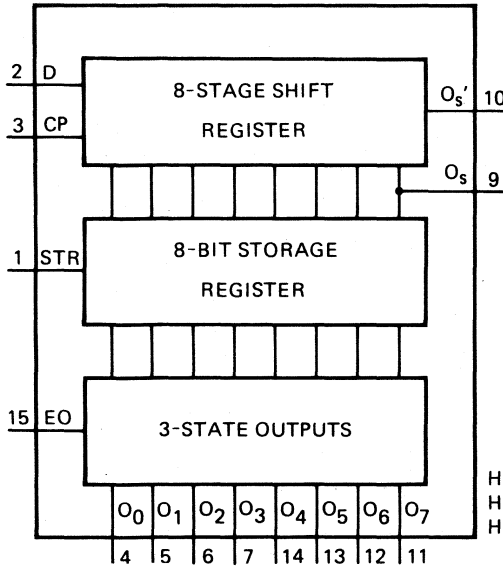 2 D
8-STAGE SHIFT
REGISTER
Os' 10
3 CP
Os 9
1 STR
8-BIT STORAGE
REGISTER
15 EO
3-STATE OUTPUTS
H
H
H
O0 O1 O2 O3 O4 O5 O6 O7
4 5 6 7 14 13 12 11